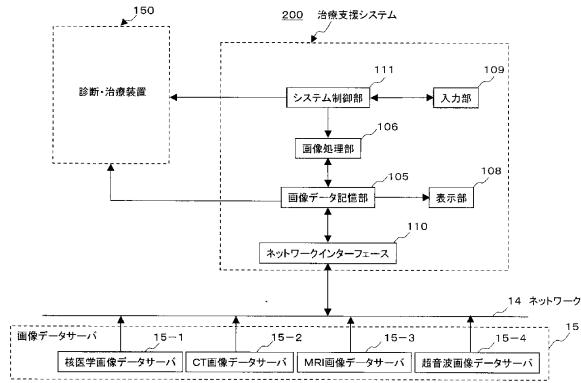 150
診断・治療装置
200 治療支援システム
111
システム制御部
109
入力部
106
画像処理部
105
画像データ記憶部
108
表示部
110
ネットワークインターフェース
14 ネットワーク
15
画像データサーバ
15-1
核医学画像データサーバ
15-2
CT画像データサーバ
15-3
MRI画像データサーバ
15-4
超音波画像データサーバ